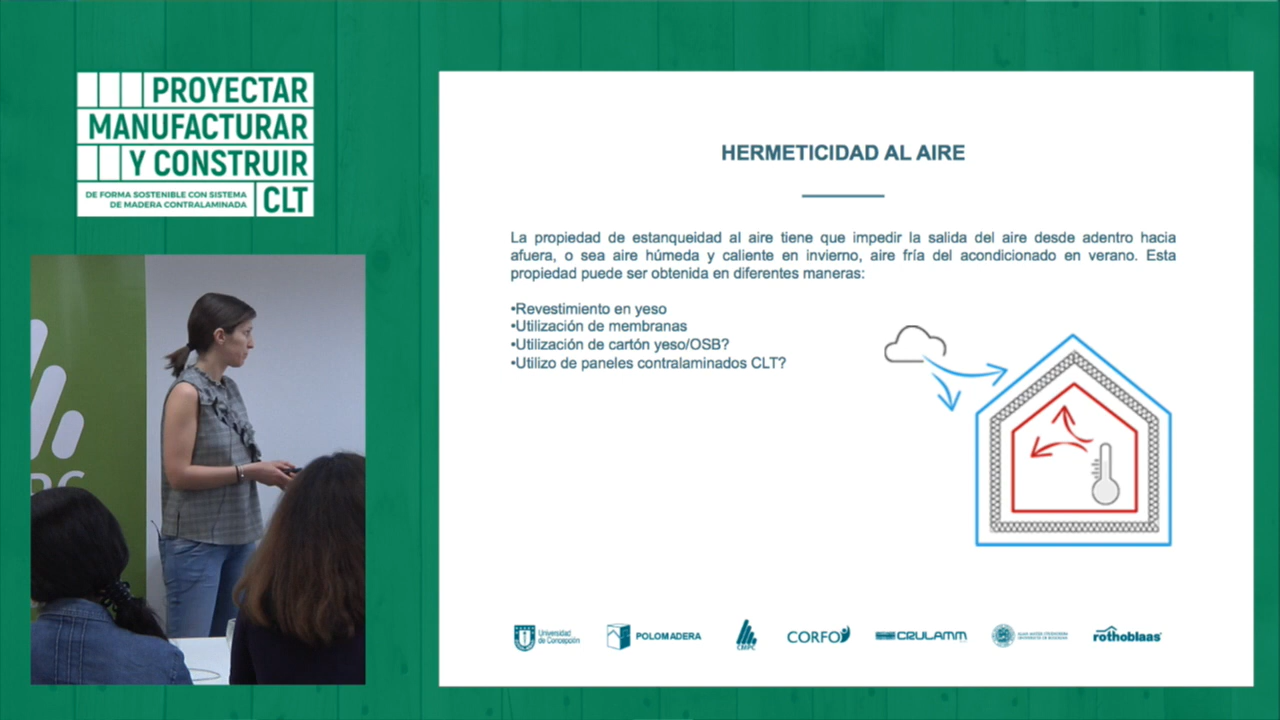 PROYECTAR
MANUFACTURAR
Y CONSTRUIR
DE FORMA SOSTENIBLE CON SISTEMA
DE MADERA CONTRALAMINADA
CLT
HERMETICIDAD AL AIRE
La propiedad de estanqueidad al aire tiene que impedir la salida del aire desde adentro hacia
afuera, o sea aire húmeda y caliente en invierno, aire fría del acondicionado en verano. Esta
propiedad puede ser obtenida en diferentes maneras:
•Revestimiento en yeso
•Utilización de membranas
•Utilización de cartón yeso/OSB?
•Utilizo de paneles contralaminados CLT?
Universidad
de Concepción
POLOMADERA
CMPC
CORFO
CRULAMM
rothoblaas